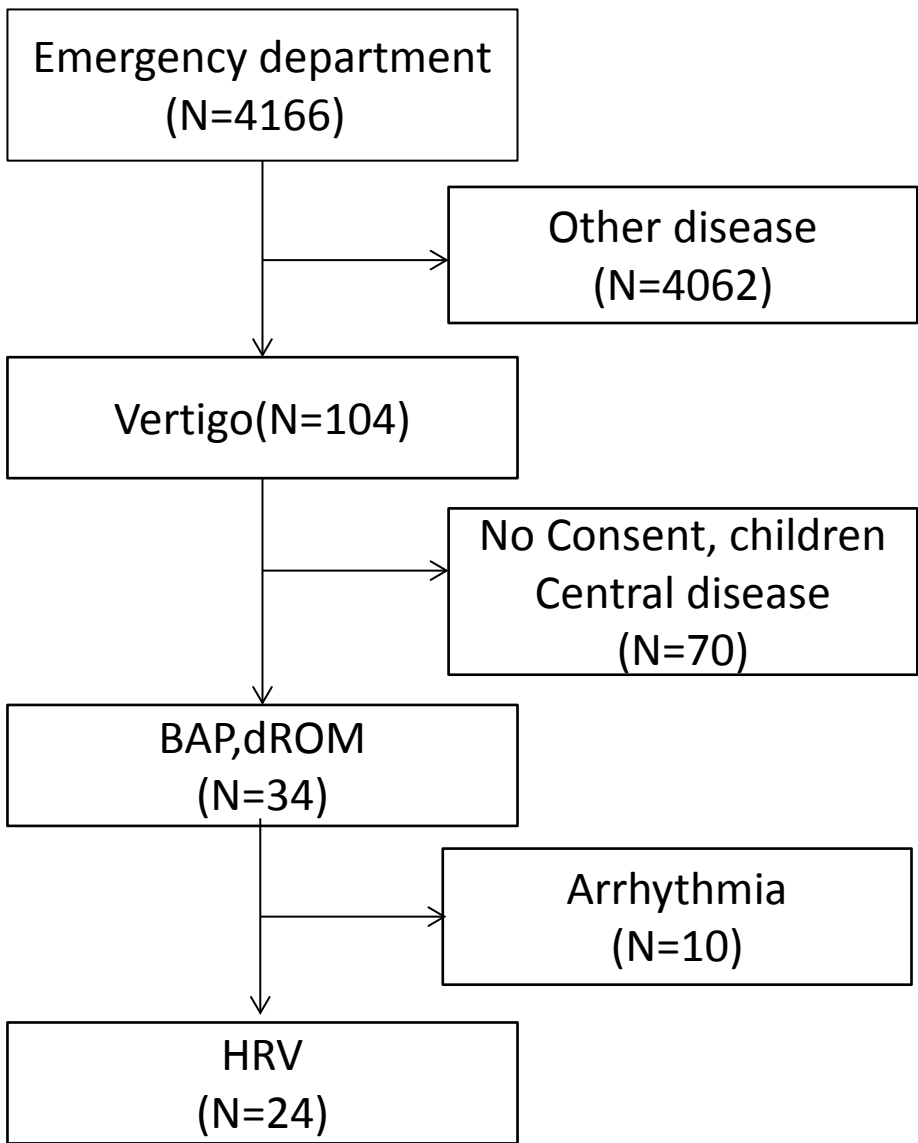 Emergency department
(N=4166)
Other disease
(N=4062)
Vertigo(N=104)
No Consent, children
Central disease
(N=70)
BAP,dROM
(N=34)
Arrhythmia
(N=10)
HRV
(N=24)